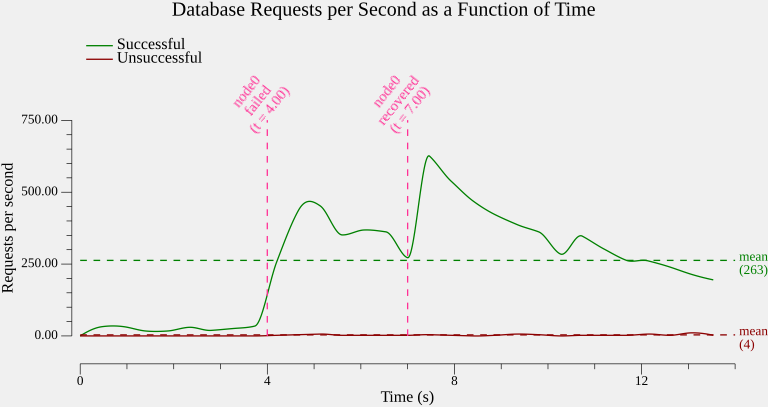 Database Requests per Second as a Function of Time
Successful
Unsuccessful
node0
failed
(t = 4.00)
node0
recovered
(t = 7.00)
750.00
500.00
250.00
0.00
Requests per second
mean
(263)
mean
(4)
0
4
8
12
Time (s)